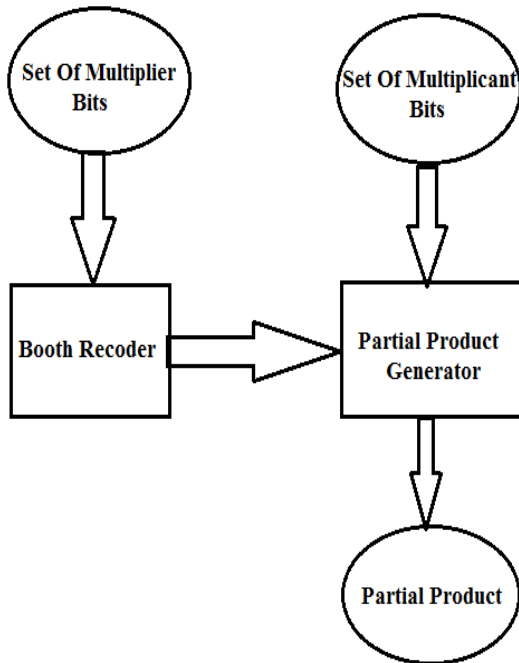 Set Of Multiplier
Bits
Set Of Multiplicant
Bits
Booth Recoder
Partial Product
Generator
Partial Product